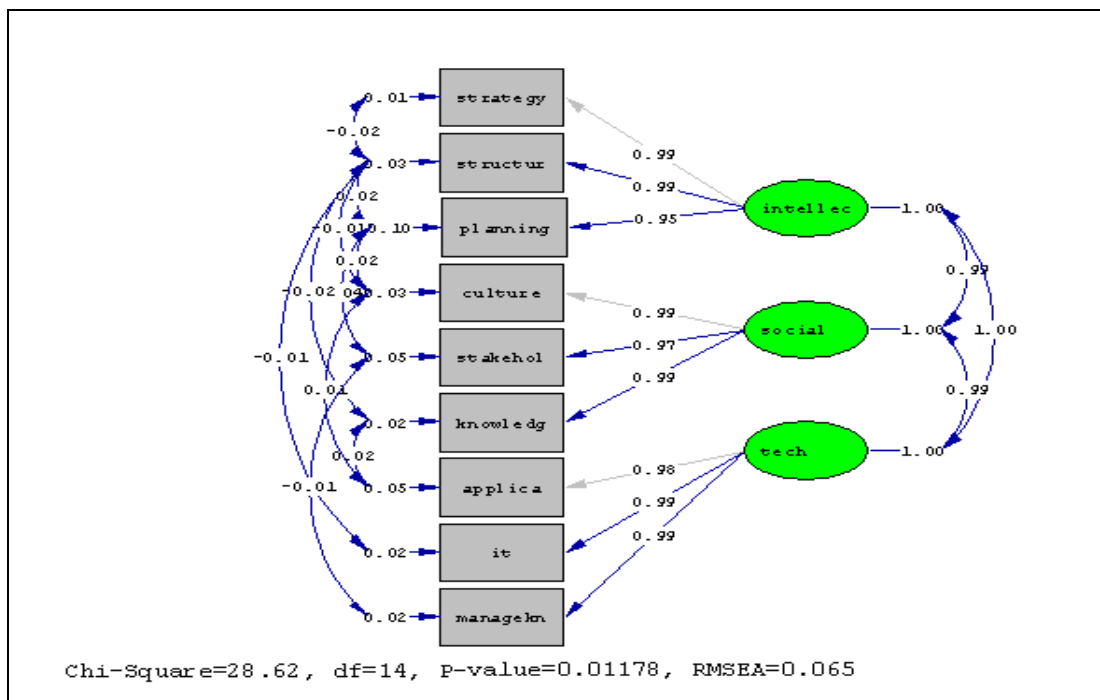 0.01 strategy
-0.02
0.99
0.03 structur
0.99
0.02
0.95
intellec 1.00
-0.01 0.10 planning
0.02
0.99
-0.02 04 0.03 culture
0.99
social 1.00 1.00
-0.01 0.05 stakehol
0.97
0.99
0.01
0.99
0.02 knowledg
0.02
tech 1.00
0.98
-0.01 0.05 applica
0.99
0.99
0.02 it
0.02 managekn
Chi-Square=28.62, df=14, P-value=0.01178, RMSEA=0.065